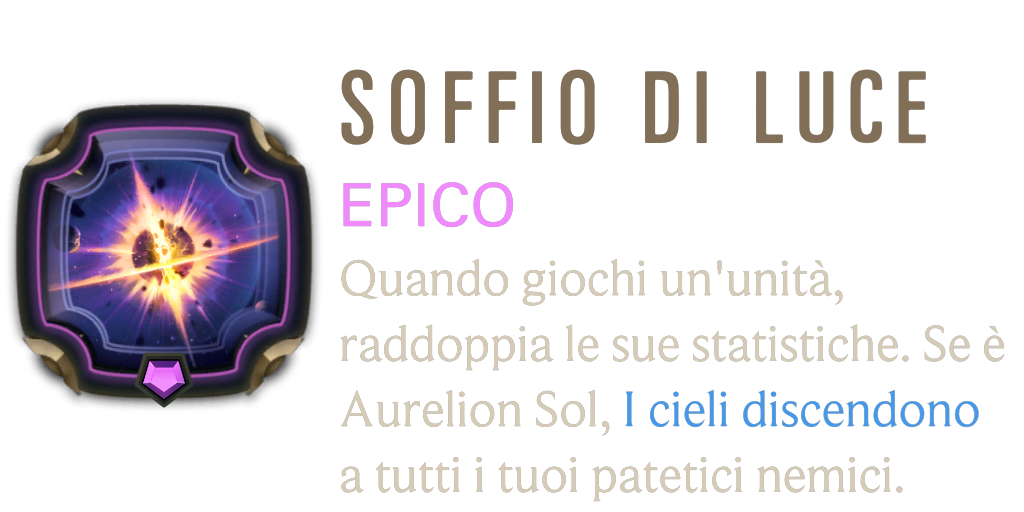 SOFFIO DI LUCE
EPICO
Quando giochi un'unità,
raddoppia le sue statistiche. Se è
Aurelion Sol, I cieli discendono
a tutti i tuoi patetici nemici.